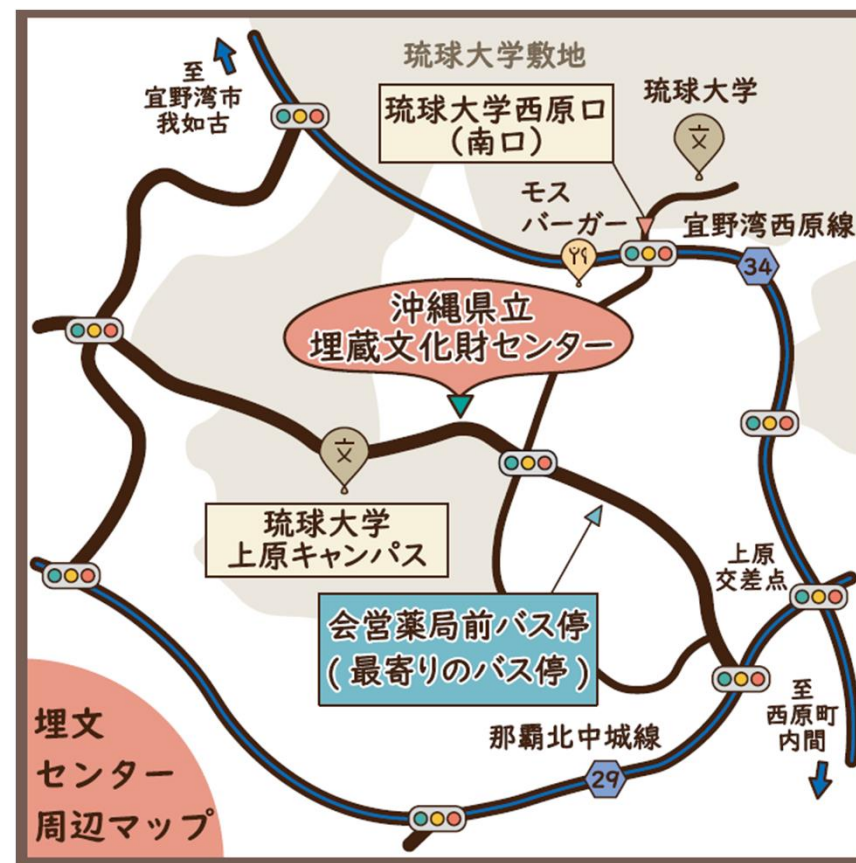 琉球大学敷地
至
宜野湾市
我如古
琉球大学西原口
(南口)
琉球大学
文
モス
バーガー
宜野湾西原線
34
沖縄県立
埋蔵文化財センター
文
琉球大学
上原キャンパス
上原
交差点
会営薬局前バス停
(最寄りのバス停)
至
西原町
内間
那覇北中城線
29
埋文
センター
周辺マップ